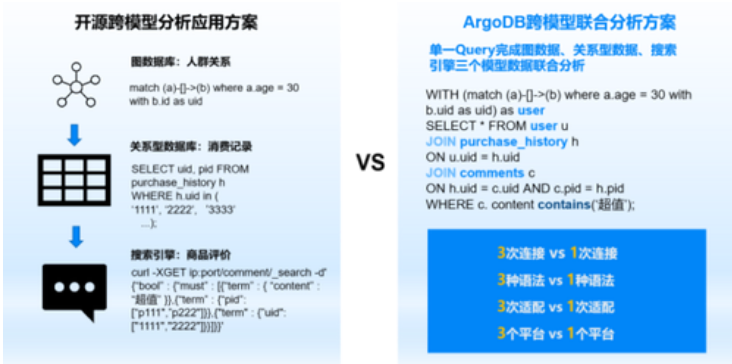 开源跨模型分析应用方案
图数据库：人群关系
match (a)-[]->(b) where a.age = 30
with b.id as uid
关系型数据库：消费记录
SELECT uid, pid FROM
purchase_history h
WHERE h.uid in (
‘1111’, ‘2222’, ‘3333’
...);
搜索引擎：商品评价
curl -XGET ip:port/comment/_search -d'
{"bool" : {"must" : [{"term" : { "content" :
"超值" }},{"term" : {"pid":
["p111","p222"]}},{"term" : {"uid":
["1111","2222"]}}]}}'
VS
ArgoDB跨模型联合分析方案
单一Query完成图数据、关系型数据、搜索
引擎三个模型数据联合分析
WITH (match (a)-[]->(b) where a.age = 30 with
b.uid as uid) as user
SELECT * FROM user u
JOIN purchase_history h
ON u.uid = h.uid
JOIN comments c
ON h.uid = c.uid AND c.pid = h.pid
WHERE c. content contains(‘超值’);
3次连接 vs 1次连接
3种语法 vs 1种语法
3次适配 vs 1次适配
3个平台 vs 1个平台